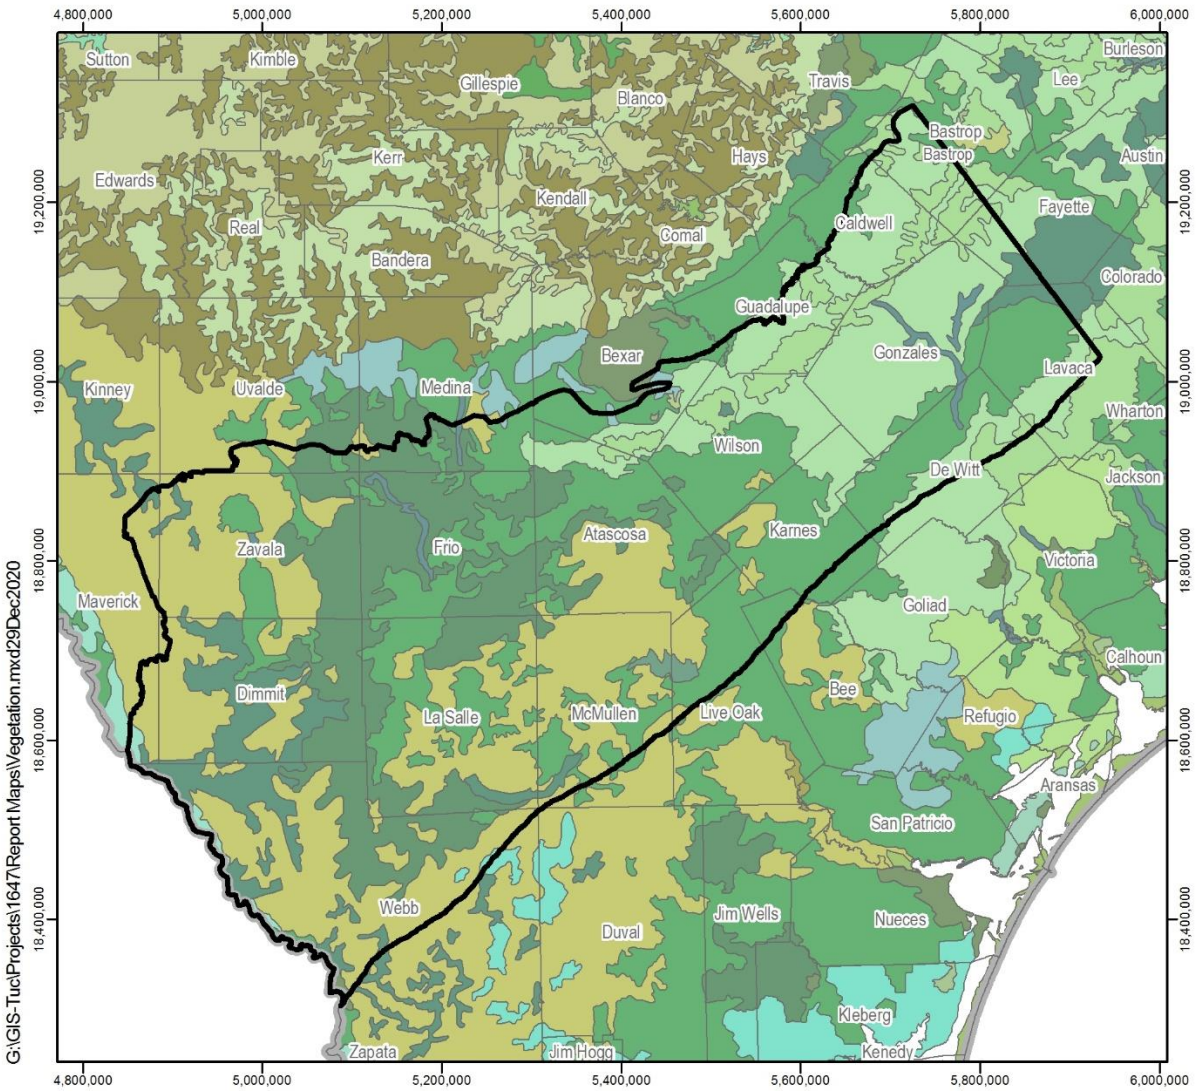 4,800,000 5,000,000 5,200,000 5,400,000 5,600,000 5,800,000 6,000,000
Sutton
Kimble
Gillespie
Blanco
Travis
Burleson
Lee
Bastrop
Bastrop
Austin
Kerr
Hays
Edwards
Kendall
Fayette
Real
Comal
Caldwell
Bandera
Colorado
Guadalupe
Bexar
Gonzales
Lavaca
Kinney
Uvalde
Medina
Wharton
Wilson
De Witt
Jackson
Karnes
Atascosa
Zavala
Frio
Victoria
Maverick
Goliad
Calhoun
Dimmit
Bee
La Salle
McMullen
Live Oak
Refugio
Aransas
San Patricio
Webb
Jim Wells
Nueces
Duval
Kleberg
Zapata
Jim Hogg
Kenedy
19,200,000
19,000,000
18,800,000
18,600,000
18,400,000
19,200,000
19,000,000
18,800,000
18,600,000
18,400,000
4,800,000 5,000,000 5,200,000 5,400,000 5,600,000 5,800,000 6,000,000
G:\GIS-Tuc\Projects\1647\Report Maps\Vegetation.mxd29Dec2020